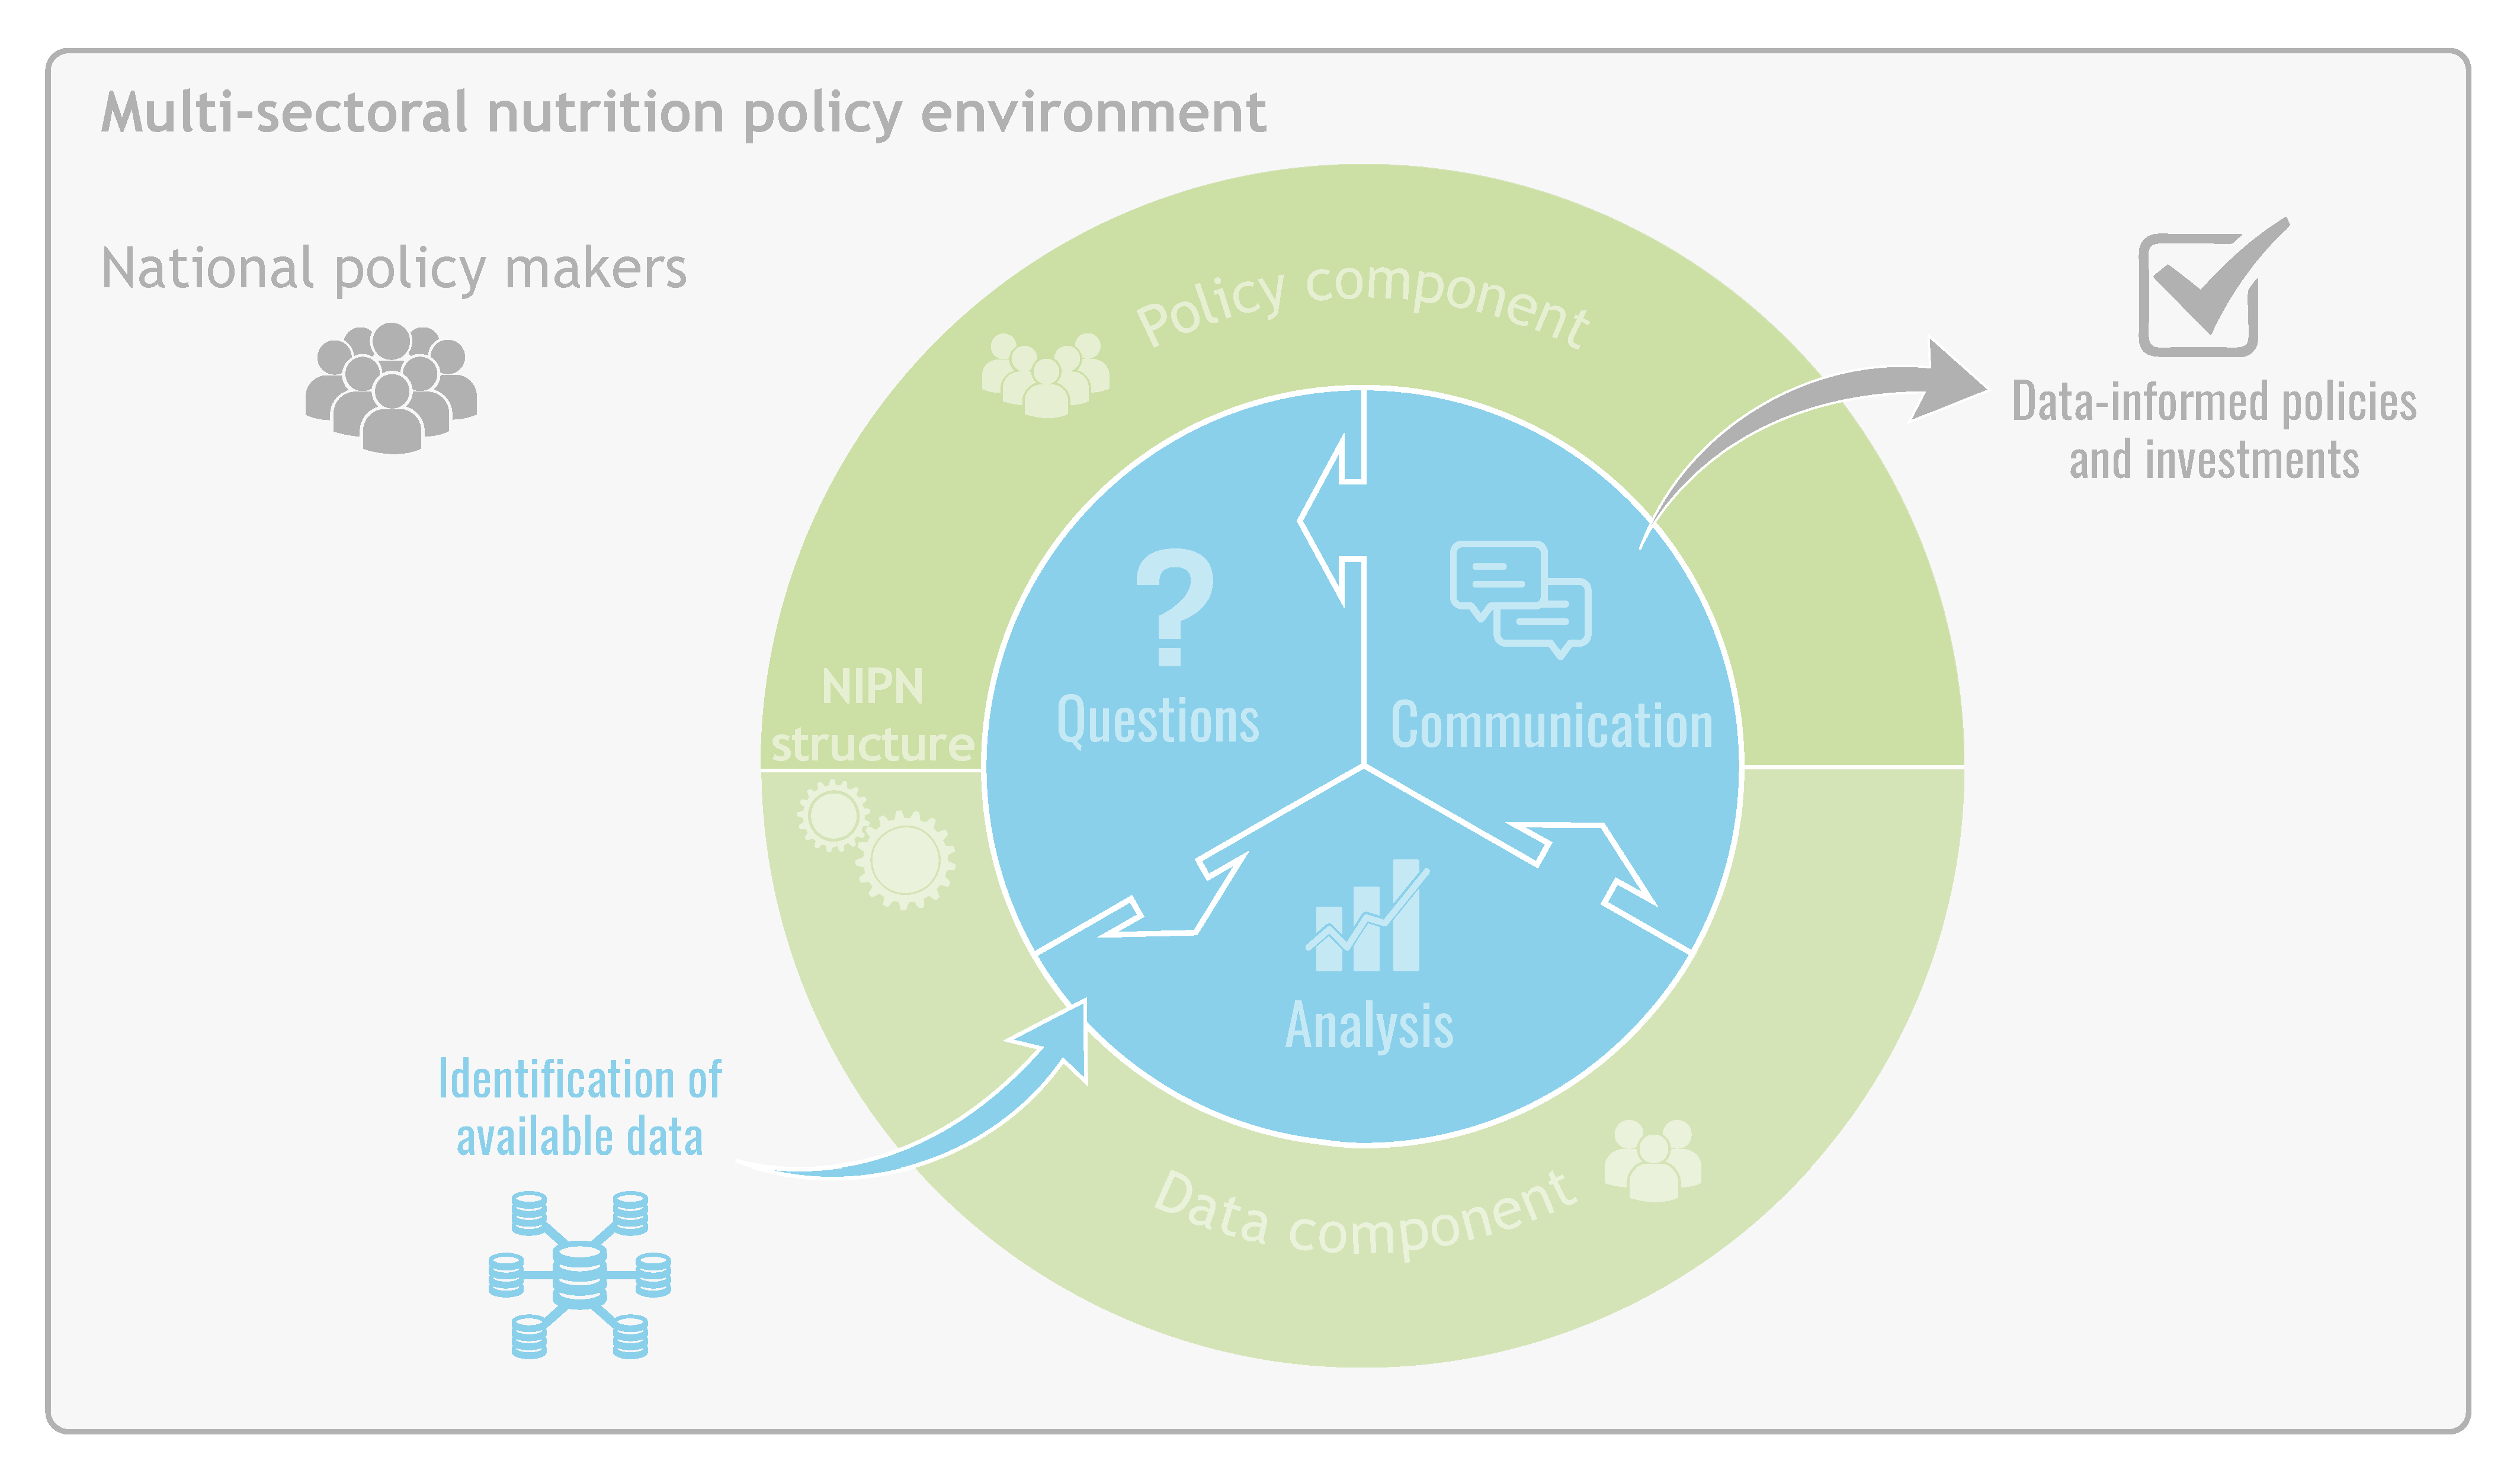 Multi-sectoral nutrition policy environment
National policy makers
Policy component
Data-informed policies
and investments
NIPN
structure
Questions
Communication
Analysis
Identification of
available data
Data component